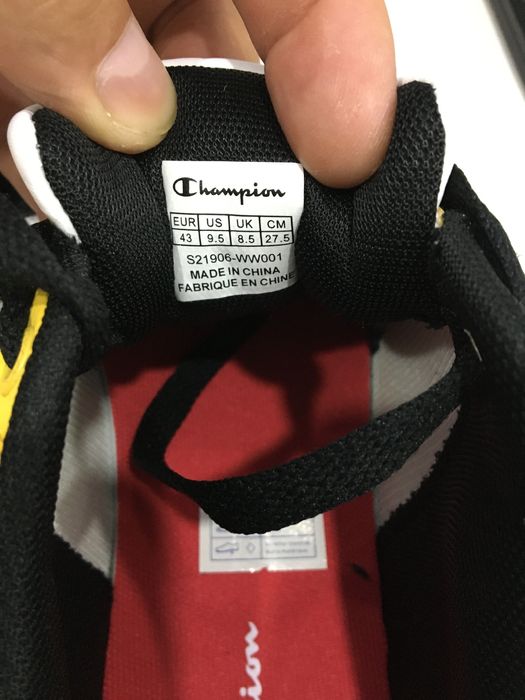 Champion
EUR US UK CM
43 9.5 8.5 27.5
S21906-WW001
MADE IN CHINA
FABRIQUE EN CHINE
ion